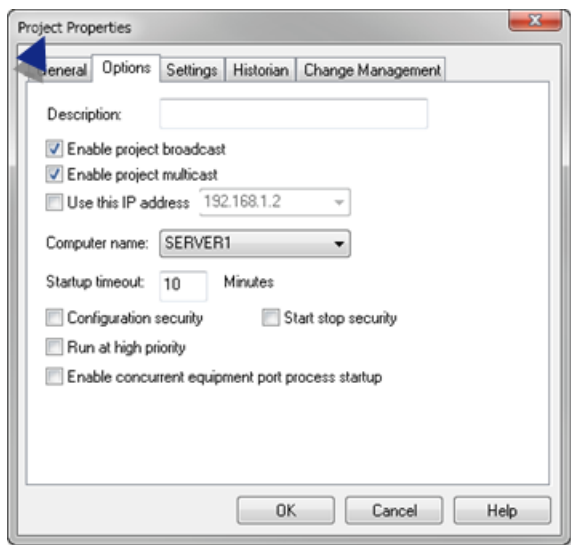 Project Properties
General Options Settings Historian Change Management
Description:
Enable project broadcast
Enable project multicast
Use this IP address 192.168.1.2
Computer name: SERVER1
Startup timeout: 10 Minutes
Configuration security Start stop security
Run at high priority
Enable concurrent equipment port process startup
OK Cancel Help